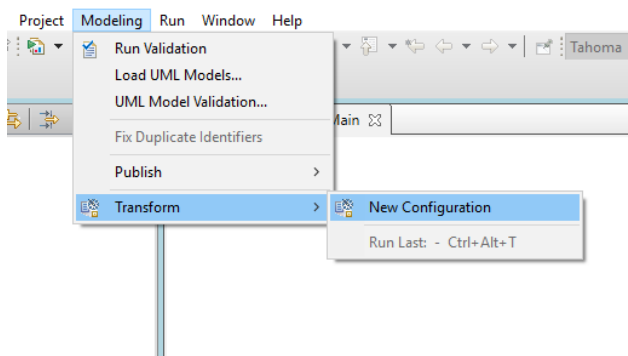 Project Modeling Run Window Help
Run Validation
Tahoma
Load UML Models...
UML Model Validation...
Main
Fix Duplicate Identifiers
Publish
Transform
New Configuration
Run Last: - Ctrl+Alt+T